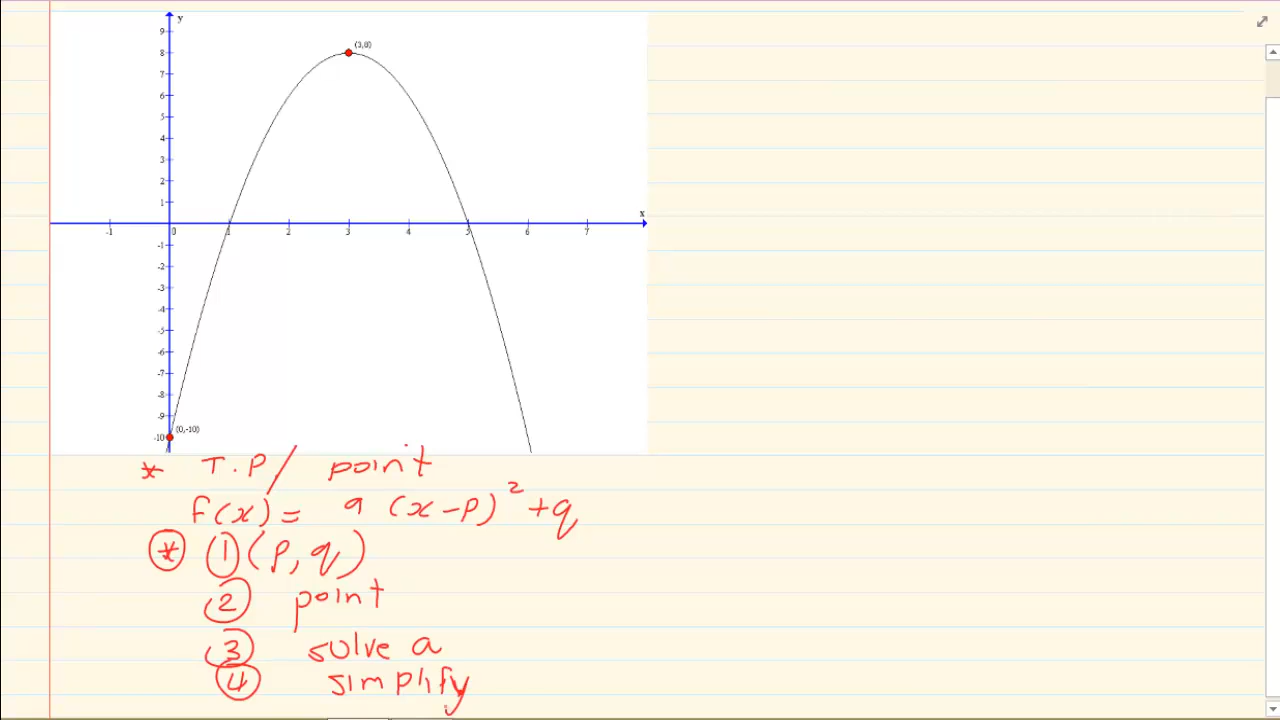 y
9
(3,8)
8
7
6
5
4
3
2
1
x
-1 0 1 2 3 4 5 6 7
-1
-2
-3
-4
-5
-6
-7
-8
-9
(0,-10)
-10
* T.P/ point
f(x) = a (x-p)² + q
* ① (p, q)
② point
③ solve a
④ simplify